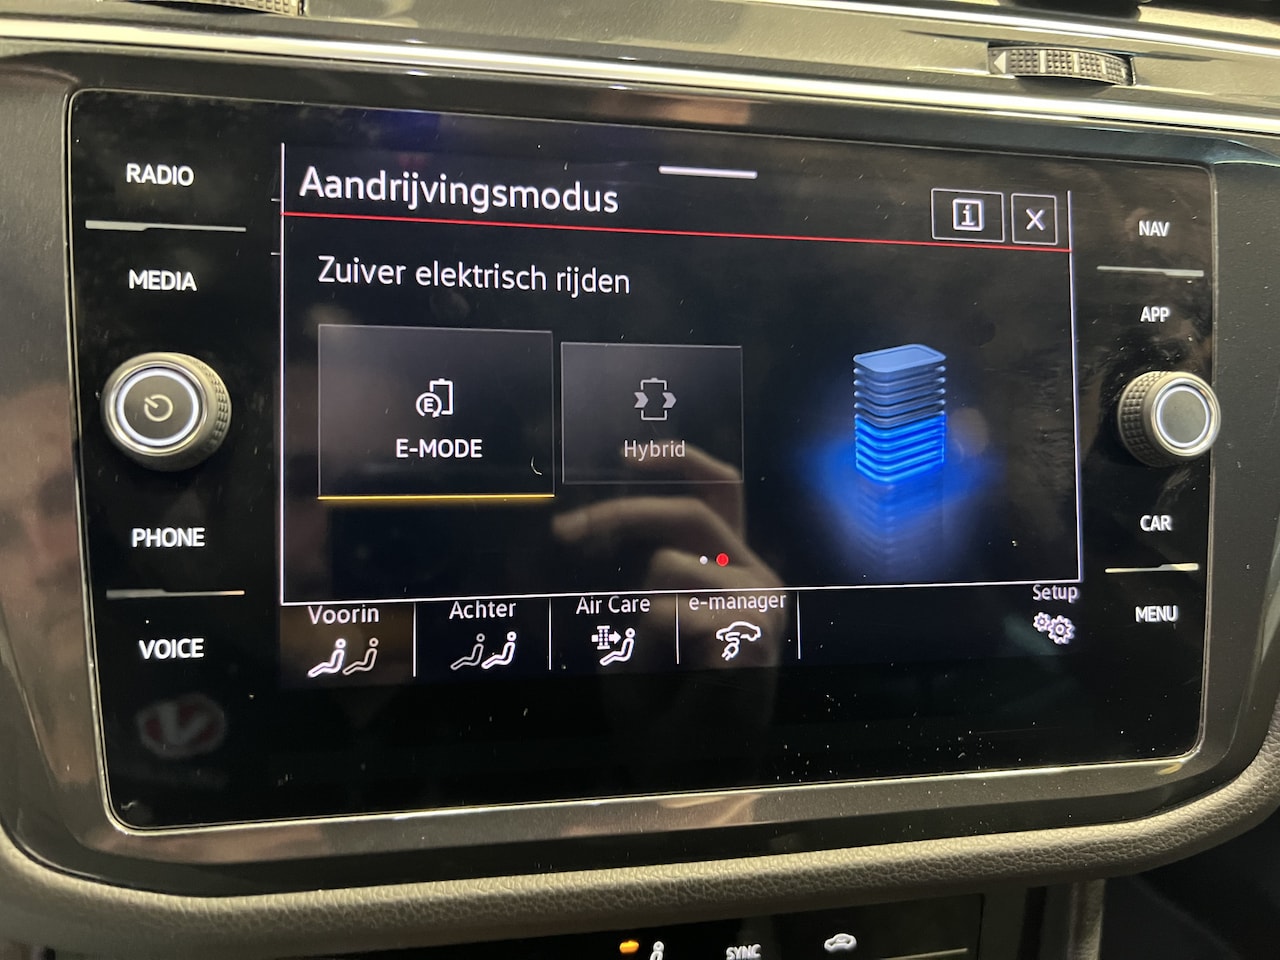 RADIO
MEDIA
PHONE
VOICE
Aandrijvingsmodus
i
X
Zuiver elektrisch rijden
E
E-MODE
Hybrid
Voorin
Achter
Air Care
e-manager
Setup
NAV
APP
CAR
MENU
SYNC